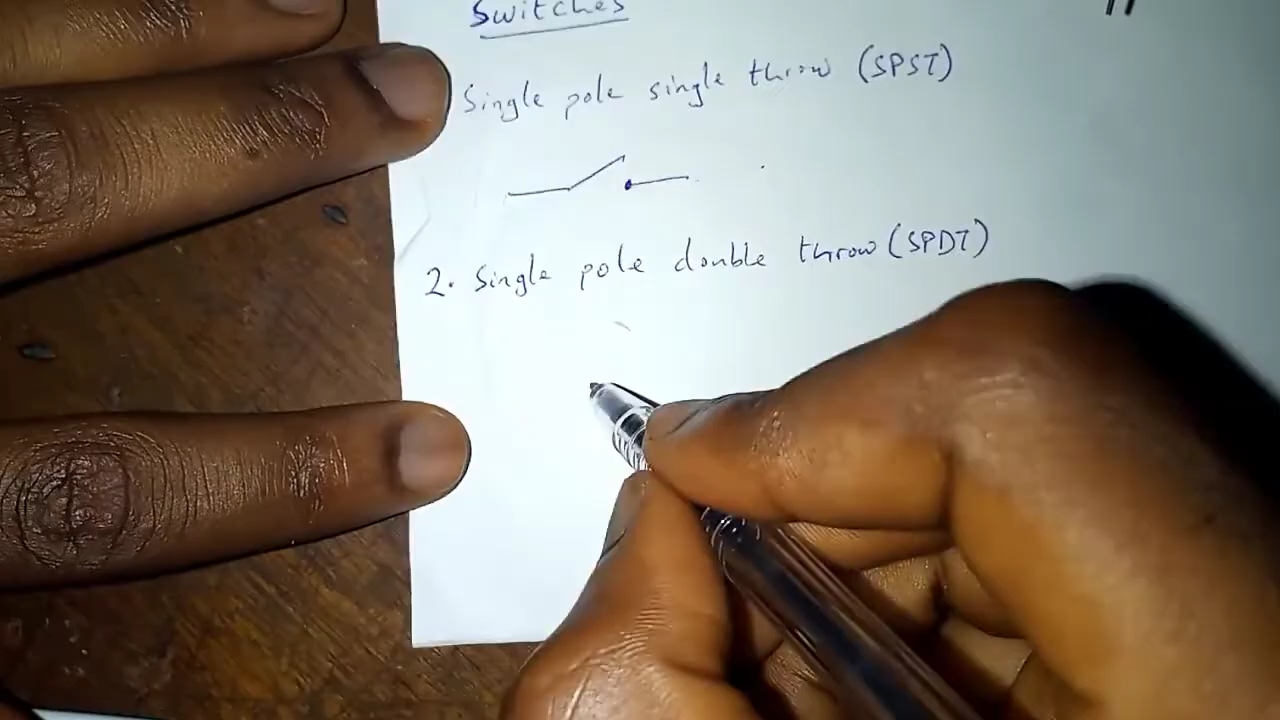 Switches
Single pole single throw (SPST)
2. Single pole double throw (SPDT)